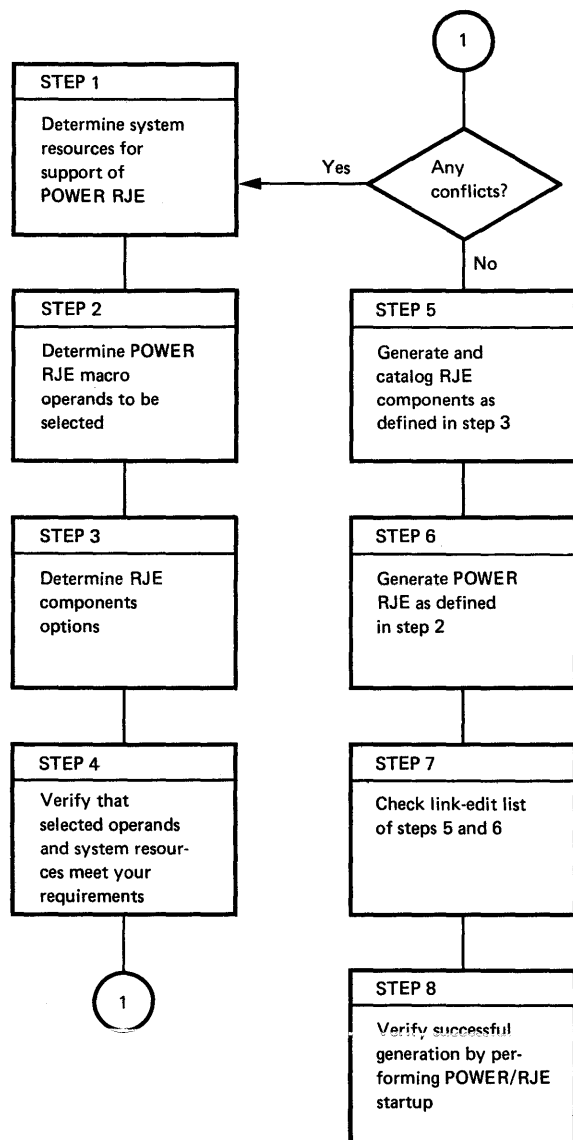 STEP 1
Determine system
resources for
support of
POWER RJE
STEP 2
Determine POWER
RJE macro
operands to be
selected
STEP 3
Determine RJE
components
options
STEP 4
Verify that
selected operands
and system resour-
ces meet your
requirements
1
1
Any
conflicts?
Yes
No
STEP 5
Generate and
catalog RJE
components as
defined in step 3
STEP 6
Generate POWER
RJE as defined
in step 2
STEP 7
Check link-edit list
of steps 5 and 6
STEP 8
Verify successful
generation by per-
forming POWER/RJE
startup